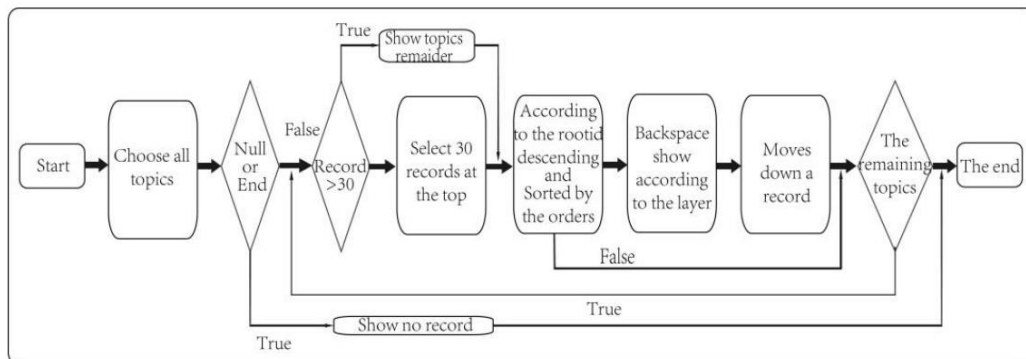 True
Show topics
remaider
Start
Choose all
topics
Null
or
End
False
Record
>30
Select 30
records at
the top
According
to the rootid
descending
and
Sorted by
the orders
Backspace
show
according
to the layer
Moves
down a
record
The
remaining
topics
The end
False
True
True
Show no record